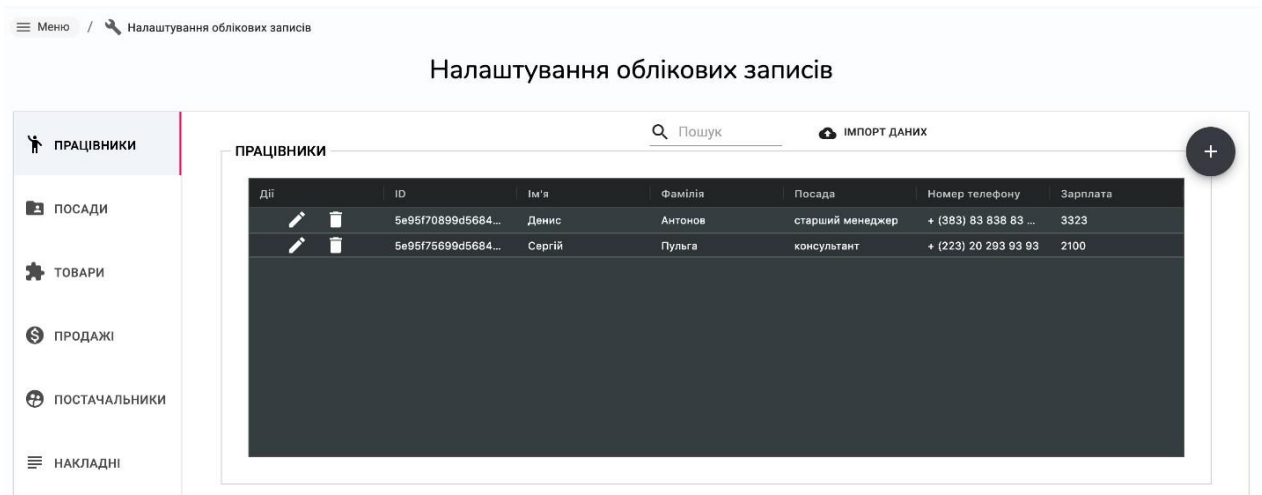 Меню / Налаштування облікових записів
Налаштування облікових записів
ПРАЦІВНИКИ
ПОСАДИ
ТОВАРИ
ПРОДАЖІ
ПОСТАЧАЛЬНИКИ
НАКЛАДНІ
Пошук
ІМПОРТ ДАНИХ
+
ПРАЦІВНИКИ
Дії ID Ім'я Фамілія Посада Номер телефону Зарплата
5e95f70899d5684... Денис Антонов старший менеджер + (383) 83 838 83 ... 3323
5e95f75699d5684... Сергій Пульга консультант + (223) 20 293 93 93 2100